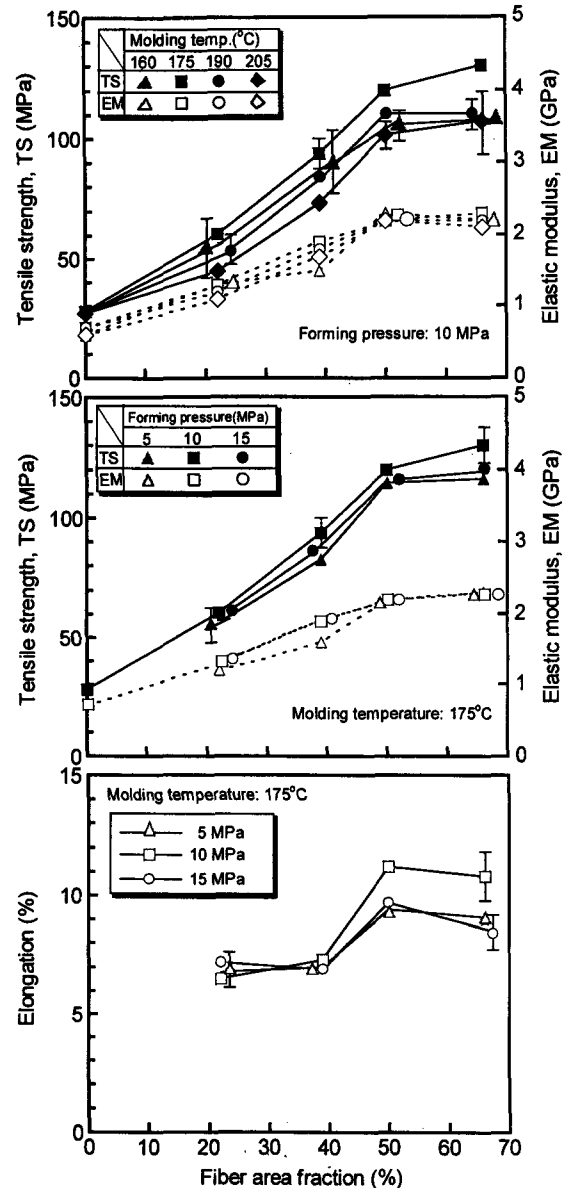 Tensile strength, TS (MPa)
150
100
50
0
Molding temp.(°C)
160 175 190 205
TS
EM
Forming pressure: 10 MPa
5
4
3
2
1
0
Elastic modulus, EM (GPa)
Tensile strength, TS (MPa)
150
100
50
0
Forming pressure(MPa)
5 10 15
TS
EM
Molding temperature: 175°C
5
4
3
2
1
0
Elastic modulus, EM (GPa)
Elongation (%)
15
10
5
0
Molding temperature: 175°C
5 MPa
10 MPa
15 MPa
0 10 20 30 40 50 60 70
Fiber area fraction (%)